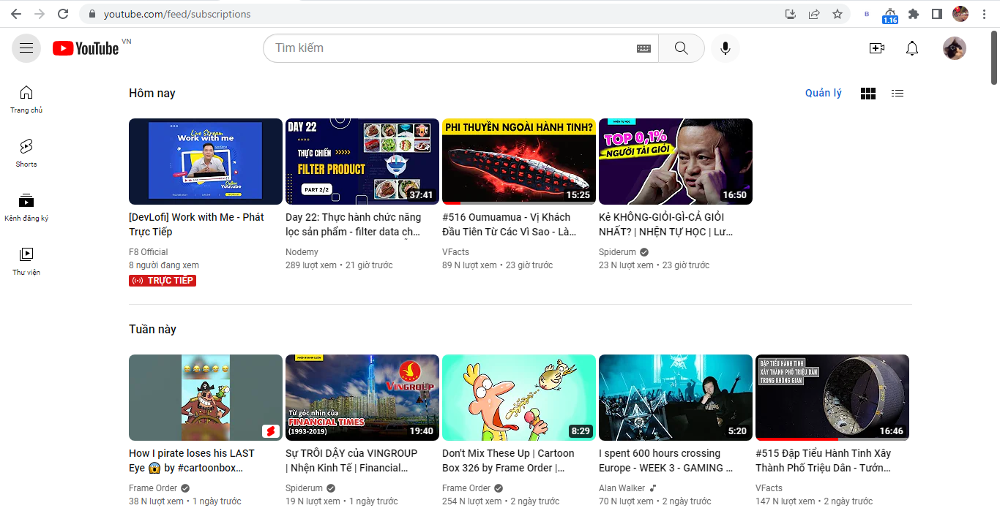 youtube.com/feed/subscriptions
1.16
YouTube VN
Tìm kiếm
Trang chủ
Shorts
Kênh đăng ký
Thư viện
Hôm nay
Quản lý
Live Stream
Work with me
Online
Youtube
[DevLofi] Work with Me - Phát
Trực Tiếp
F8 Official
8 người đang xem
TRỰC TIẾP
DAY 22
THỰC CHIẾN >>>>>
FILTER PRODUCT
PART 2/2
37:41
Day 22: Thực hành chức năng
lọc sản phẩm - filter data ch...
Nodemy
289 lượt xem • 21 giờ trước
PHI THUYỀN NGOÀI HÀNH TINH?
15:25
#516 Oumuamua - Vị Khách
Đầu Tiên Từ Các Vì Sao - Là...
VFacts
89 N lượt xem • 23 giờ trước
NHỆN TỰ HỌC
TOP 0,1%
NGƯỜI TÀI GIỎI
16:50
Kẻ KHÔNG-GIỎI-GÌ-CẢ GIỎI
NHẤT? | NHỆN TỰ HỌC | Lư...
Spiderum
23 N lượt xem • 23 giờ trước
Tuần này
How I pirate loses his LAST
Eye 😱 by #cartoonbox...
Frame Order
38 N lượt xem • 1 ngày trước
VINGROUP
Từ góc nhìn của
FINANCIAL TIMES
(1993-2019)
19:40
Sự TRỖI DẬY của VINGROUP
| Nhện Kinh Tế | Financial...
Spiderum
19 N lượt xem • 1 ngày trước
8:29
Don't Mix These Up | Cartoon
Box 326 by Frame Order |...
Frame Order
254 N lượt xem • 2 ngày trước
5:20
I spent 600 hours crossing
Europe - WEEK 3 - GAMING ...
Alan Walker
70 N lượt xem • 2 ngày trước
ĐẬP TIỂU HÀNH TINH
XÂY THÀNH PHỐ TRIỆU DÂN
TRONG KHÔNG GIAN
16:46
#515 Đập Tiểu Hành Tinh Xây
Thành Phố Triệu Dân - Tưởn...
VFacts
147 N lượt xem • 2 ngày trước